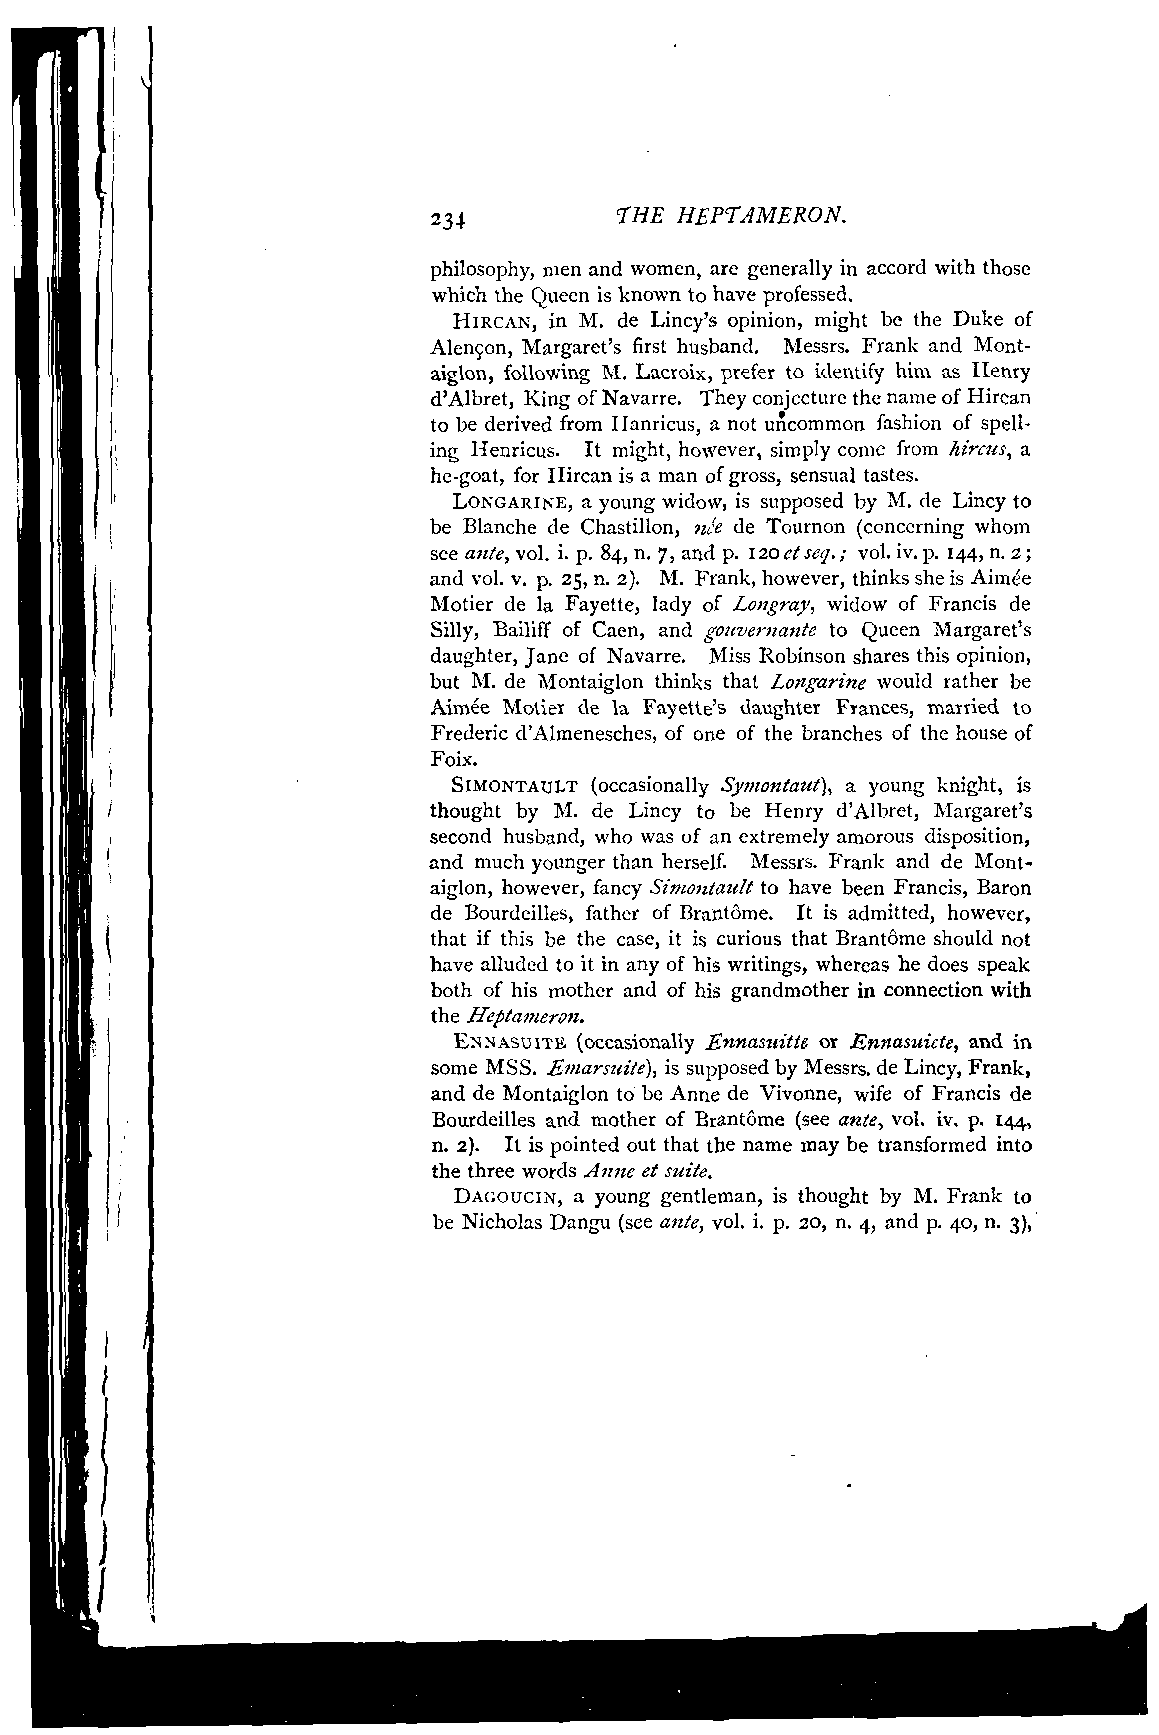 234 THE HEPTAMERON.
philosophy, men and women, are generally in accord with those
which the Queen is known to have professed.
HIRCAN, in M. de Lincy's opinion, might be the Duke of
Alençon, Margaret's first husband. Messrs. Frank and Mont-
aiglon, following M. Lacroix, prefer to identify him as Henry
d'Albret, King of Navarre. They conjecture the name of Hircan
to be derived from Hanricus, a not uncommon fashion of spell-
ing Henricus. It might, however, simply come from hircus, a
he-goat, for Hircan is a man of gross, sensual tastes.
LONGARINE, a young widow, is supposed by M. de Lincy to
be Blanche de Chastillon, née de Tournon (concerning whom
see ante, vol. i. p. 84, n. 7, and p. 120 et seq.; vol. iv. p. 144, n. 2;
and vol. v. p. 25, n. 2). M. Frank, however, thinks she is Aimée
Motier de la Fayette, lady of Longray, widow of Francis de
Silly, Bailiff of Caen, and gouvernante to Queen Margaret's
daughter, Jane of Navarre. Miss Robinson shares this opinion,
but M. de Montaiglon thinks that Longarine would rather be
Aimée Motier de la Fayette's daughter Frances, married to
Frederic d'Almenesches, of one of the branches of the house of
Foix.
SIMONTAULT (occasionally Symontaut), a young knight, is
thought by M. de Lincy to be Henry d'Albret, Margaret's
second husband, who was of an extremely amorous disposition,
and much younger than herself. Messrs. Frank and de Mont-
aiglon, however, fancy Simontault to have been Francis, Baron
de Bourdeilles, father of Brantôme. It is admitted, however,
that if this be the case, it is curious that Brantôme should not
have alluded to it in any of his writings, whereas he does speak
both of his mother and of his grandmother in connection with
the Heptameron.
ENNASUITE (occasionally Ennasuitte or Ennasuicte, and in
some MSS. Emarsuite), is supposed by Messrs. de Lincy, Frank,
and de Montaiglon to be Anne de Vivonne, wife of Francis de
Bourdeilles and mother of Brantôme (see ante, vol. iv. p. 144,
n. 2). It is pointed out that the name may be transformed into
the three words Anne et suite.
DAGOUCIN, a young gentleman, is thought by M. Frank to
be Nicholas Dangu (see ante, vol. i. p. 20, n. 4, and p. 40, n. 3),